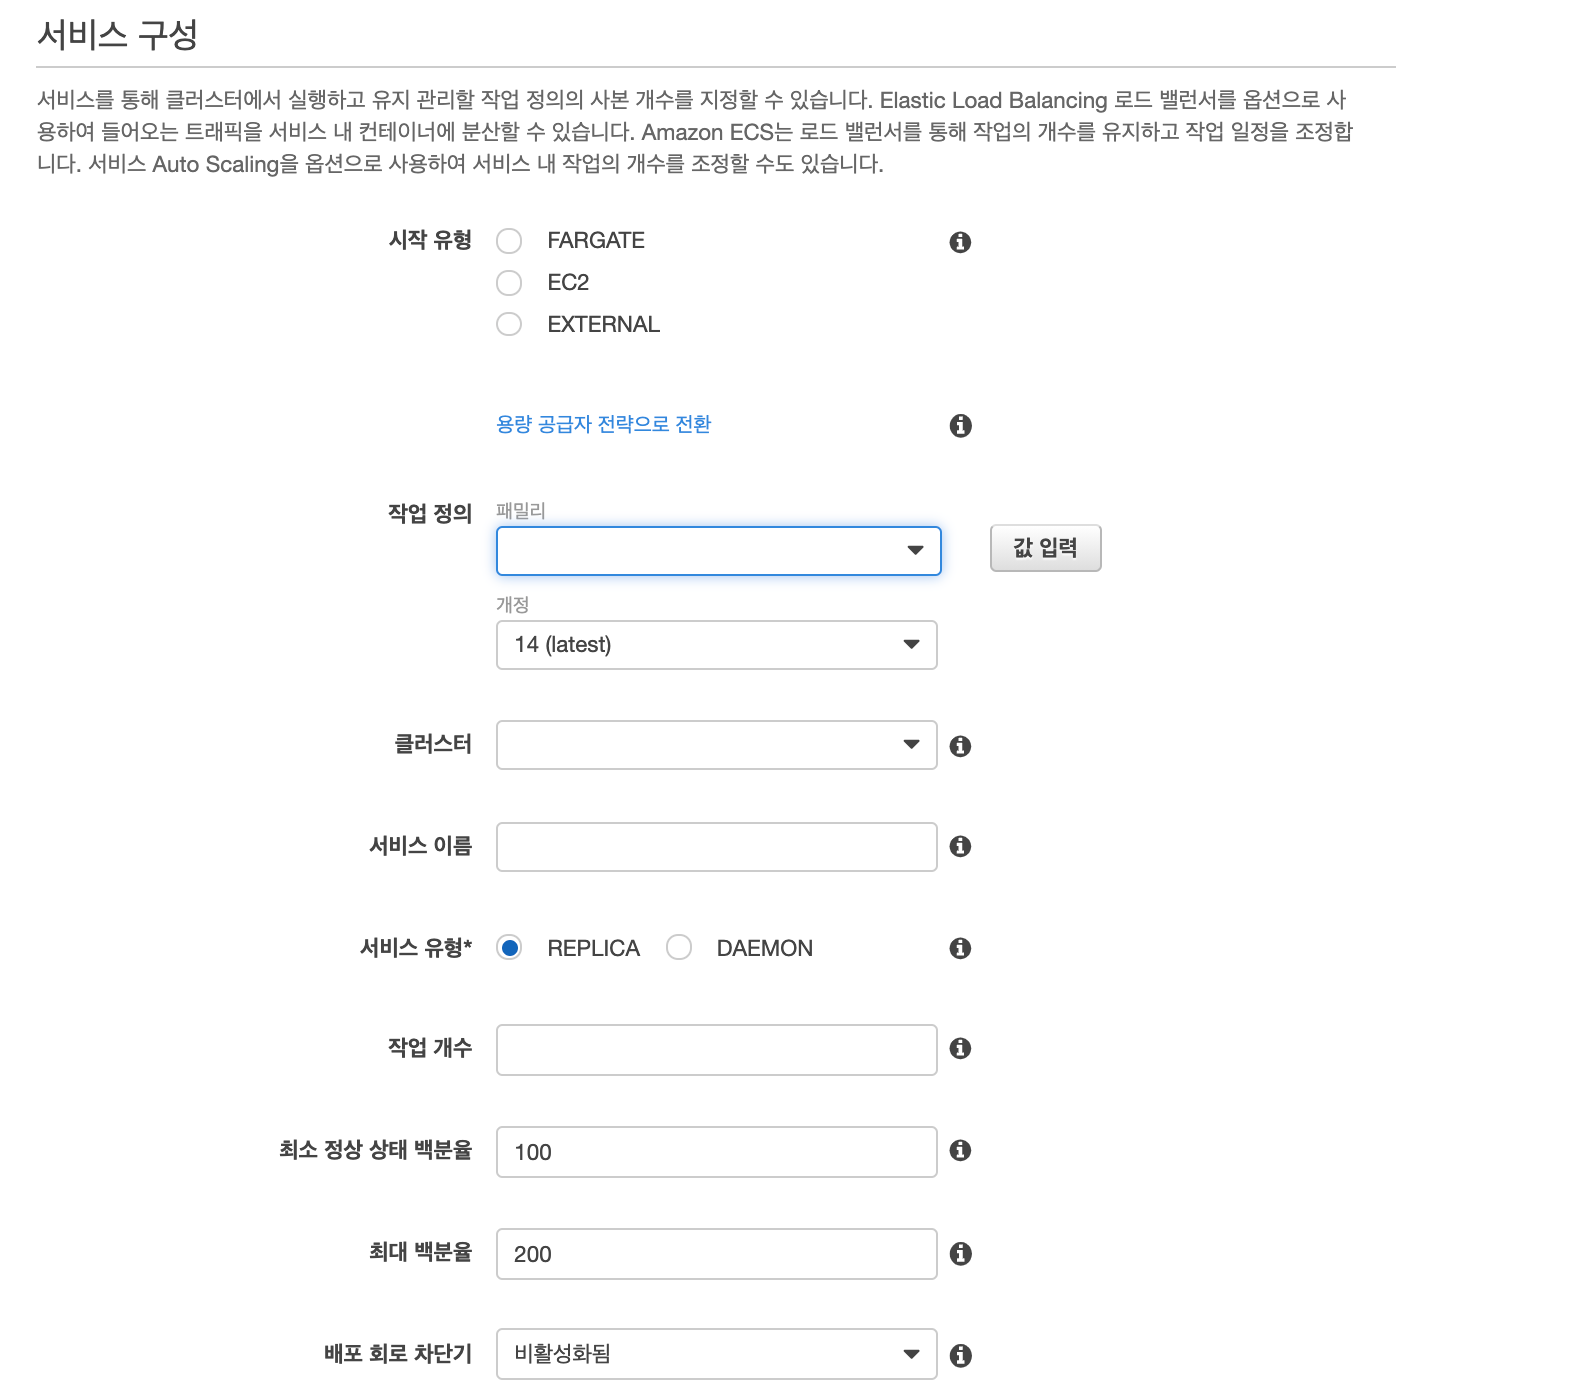 서비스 구성
서비스를 통해 클러스터에서 실행하고 유지 관리할 작업 정의의 사본 개수를 지정할 수 있습니다. Elastic Load Balancing 로드 밸런서를 옵션으로 사
용하여 들어오는 트래픽을 서비스 내 컨테이너에 분산할 수 있습니다. Amazon ECS는 로드 밸런서를 통해 작업의 개수를 유지하고 작업 일정을 조정합
니다. 서비스 Auto Scaling을 옵션으로 사용하여 서비스 내 작업의 개수를 조정할 수도 있습니다.
시작 유형 FARGATE
EC2
EXTERNAL
용량 공급자 전략으로 전환
작업 정의 패밀리
값 입력
개정
14 (latest)
클러스터
서비스 이름
서비스 유형* REPLICA DAEMON
작업 개수
최소 정상 상태 백분율 100
최대 백분율 200
배포 회로 차단기 비활성화됨